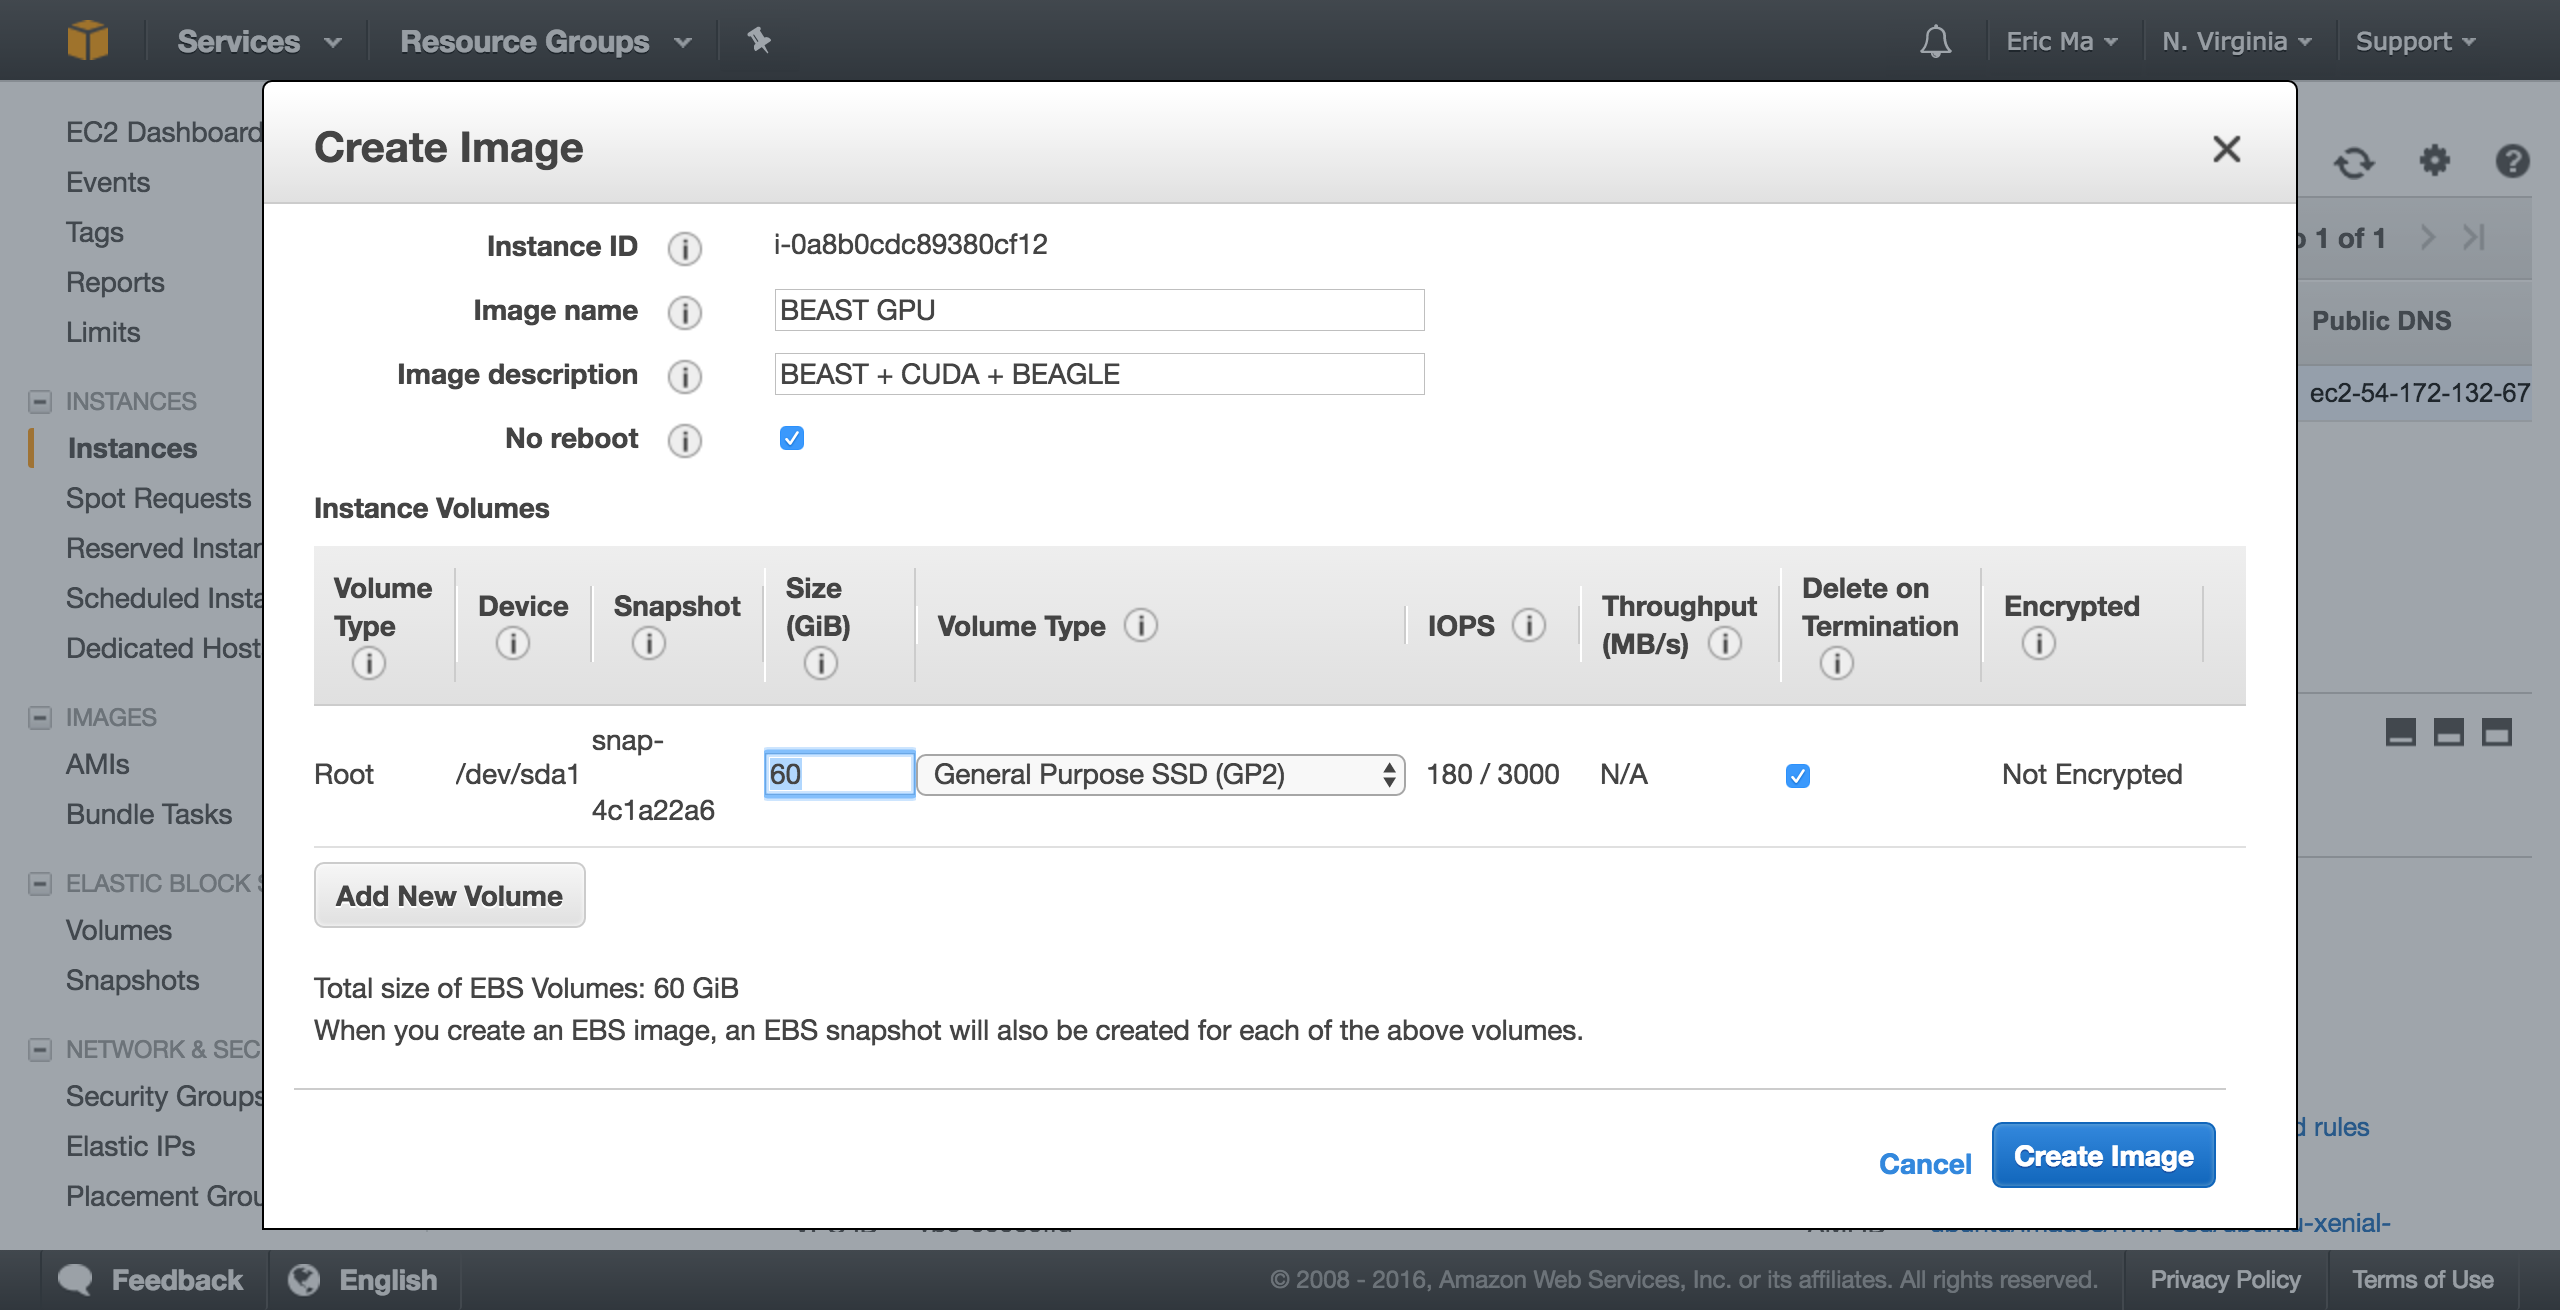 Services
Resource Groups
Eric Ma
N. Virginia
Support
EC2 Dashboard
Events
Tags
Reports
Limits
INSTANCES
Instances
Spot Requests
Reserved Instan
Scheduled Insta
Dedicated Host
IMAGES
AMIs
Bundle Tasks
ELASTIC BLOCK
Volumes
Snapshots
NETWORK & SEC
Security Groups
Elastic IPs
Placement Grou
Create Image
Instance ID
i-0a8b0cdc89380cf12
Image name
BEAST GPU
Image description
BEAST + CUDA + BEAGLE
No reboot
Instance Volumes
Volume Type
Device
Snapshot
Size (GiB)
Volume Type
IOPS
Throughput (MB/s)
Delete on Termination
Encrypted
Root
/dev/sda1
snap-
4c1a22a6
60
General Purpose SSD (GP2)
180 / 3000
N/A
Not Encrypted
Add New Volume
Total size of EBS Volumes: 60 GiB
When you create an EBS image, an EBS snapshot will also be created for each of the above volumes.
Cancel
Create Image
1 of 1
Public DNS
ec2-54-172-132-67
rules
-xenial-
Feedback
English
© 2008 - 2016, Amazon Web Services, Inc. or its affiliates. All rights reserved.
Privacy Policy
Terms of Use